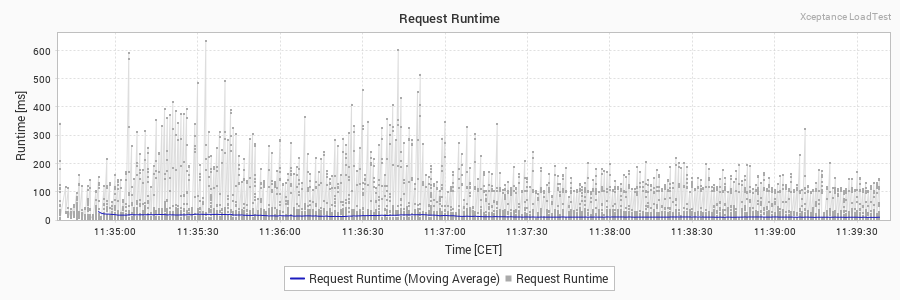 Request Runtime
Xceptance LoadTest
Runtime [ms]
600
500
400
300
200
100
0
11:35:00 11:35:30 11:36:00 11:36:30 11:37:00 11:37:30 11:38:00 11:38:30 11:39:00 11:39:30
Time [CET]
Request Runtime (Moving Average) Request Runtime